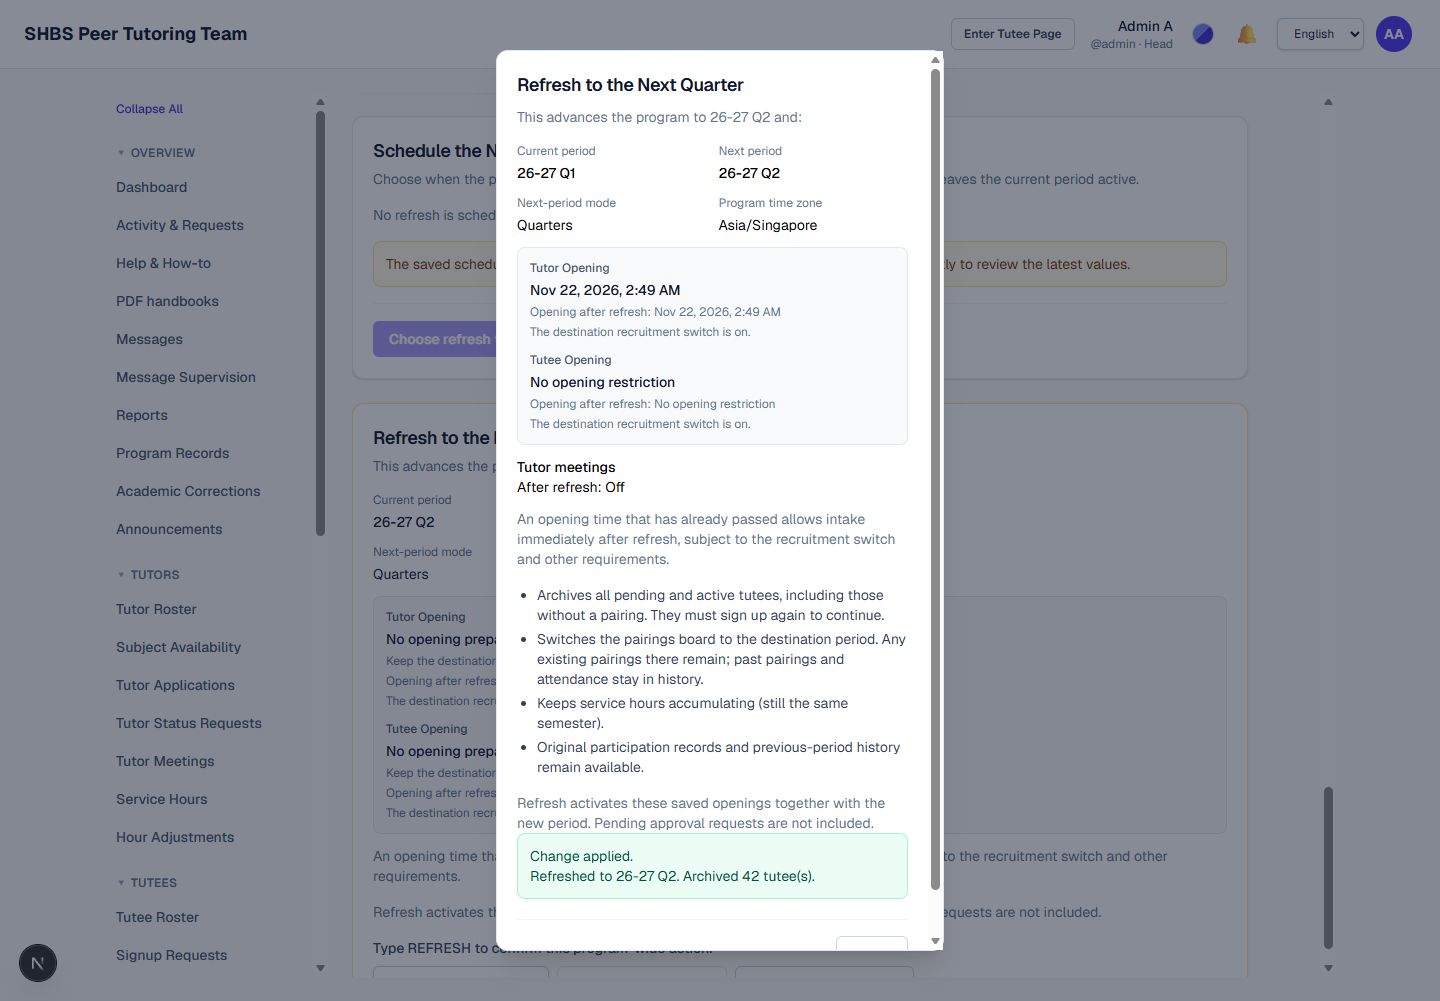 SHBS Peer Tutoring Team
Enter Tutee Page
Admin A
@admin · Head
English
AA
Collapse All
OVERVIEW
Dashboard
Activity & Requests
Help & How-to
PDF handbooks
Messages
Message Supervision
Reports
Program Records
Academic Corrections
Announcements
TUTORS
Tutor Roster
Subject Availability
Tutor Applications
Tutor Status Requests
Tutor Meetings
Service Hours
Hour Adjustments
TUTEES
Tutee Roster
Signup Requests
N
Schedule the N
Choose when the p
eaves the current period active.
No refresh is sched
The saved schedu
tly to review the latest values.
Choose refresh
Refresh to the
This advances the p
Current period
26-27 Q2
Next-period mode
Quarters
Tutor Opening
No opening prep
Keep the destination
Opening after refres
The destination recru
Tutee Opening
No opening prep
Keep the destination
Opening after refres
The destination recru
An opening time th
to the recruitment switch and other
requirements.
Refresh activates th
equests are not included.
Type REFRESH to confirm this program-wide action.
Refresh to the Next Quarter
This advances the program to 26-27 Q2 and:
Current period
Next period
26-27 Q1
26-27 Q2
Next-period mode
Program time zone
Quarters
Asia/Singapore
Tutor Opening
Nov 22, 2026, 2:49 AM
Opening after refresh: Nov 22, 2026, 2:49 AM
The destination recruitment switch is on.
Tutee Opening
No opening restriction
Opening after refresh: No opening restriction
The destination recruitment switch is on.
Tutor meetings
After refresh: Off
An opening time that has already passed allows intake
immediately after refresh, subject to the recruitment switch
and other requirements.
Archives all pending and active tutees, including those
without a pairing. They must sign up again to continue.
Switches the pairings board to the destination period. Any
existing pairings there remain; past pairings and
attendance stay in history.
Keeps service hours accumulating (still the same
semester).
Original participation records and previous-period history
remain available.
Refresh activates these saved openings together with the
new period. Pending approval requests are not included.
Change applied.
Refreshed to 26-27 Q2. Archived 42 tutee(s).